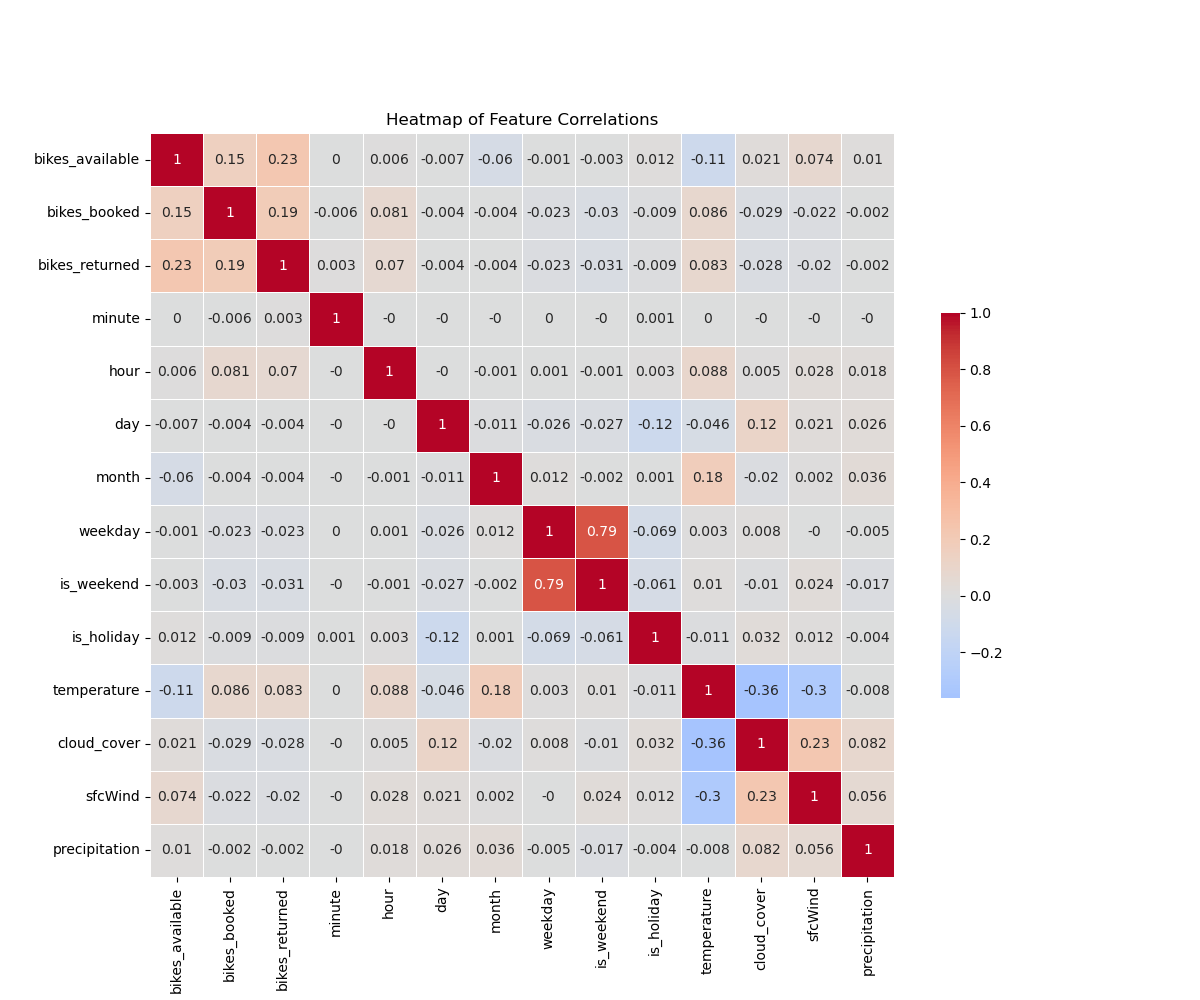 Heatmap of Feature Correlations
bikes_available 1 0.15 0.23 0 0.006 -0.007 -0.06 -0.001 -0.003 0.012 -0.11 0.021 0.074 0.01
bikes_booked 0.15 1 0.19 -0.006 0.081 -0.004 -0.004 -0.023 -0.03 -0.009 0.086 -0.029 -0.022 -0.002
bikes_returned 0.23 0.19 1 0.003 0.07 -0.004 -0.004 -0.023 -0.031 -0.009 0.083 -0.028 -0.02 -0.002
minute 0 -0.006 0.003 1 -0 -0 -0 0 -0 0.001 0 -0 -0 -0
hour 0.006 0.081 0.07 -0 1 -0 -0.001 0.001 -0.001 0.003 0.088 0.005 0.028 0.018
day -0.007 -0.004 -0.004 -0 -0 1 -0.011 -0.026 -0.027 -0.12 -0.046 0.12 0.021 0.026
month -0.06 -0.004 -0.004 -0 -0.001 -0.011 1 0.012 -0.002 0.001 0.18 -0.02 0.002 0.036
weekday -0.001 -0.023 -0.023 0 0.001 -0.026 0.012 1 0.79 -0.069 0.003 0.008 -0 -0.005
is_weekend -0.003 -0.03 -0.031 -0 -0.001 -0.027 -0.002 0.79 1 -0.061 0.01 -0.01 0.024 -0.017
is_holiday 0.012 -0.009 -0.009 0.001 0.003 -0.12 0.001 -0.069 -0.061 1 -0.011 0.032 0.012 -0.004
temperature -0.11 0.086 0.083 0 0.088 -0.046 0.18 0.003 0.01 -0.011 1 -0.36 -0.3 -0.008
cloud_cover 0.021 -0.029 -0.028 -0 0.005 0.12 -0.02 0.008 -0.01 0.032 -0.36 1 0.23 0.082
sfcWind 0.074 -0.022 -0.02 -0 0.028 0.021 0.002 -0 0.024 0.012 -0.3 0.23 1 0.056
precipitation 0.01 -0.002 -0.002 -0 0.018 0.026 0.036 -0.005 -0.017 -0.004 -0.008 0.082 0.056 1
bikes_available
bikes_booked
bikes_returned
minute
hour
day
month
weekday
is_weekend
is_holiday
temperature
cloud_cover
sfcWind
precipitation
1.0
0.8
0.6
0.4
0.2
0.0
−0.2